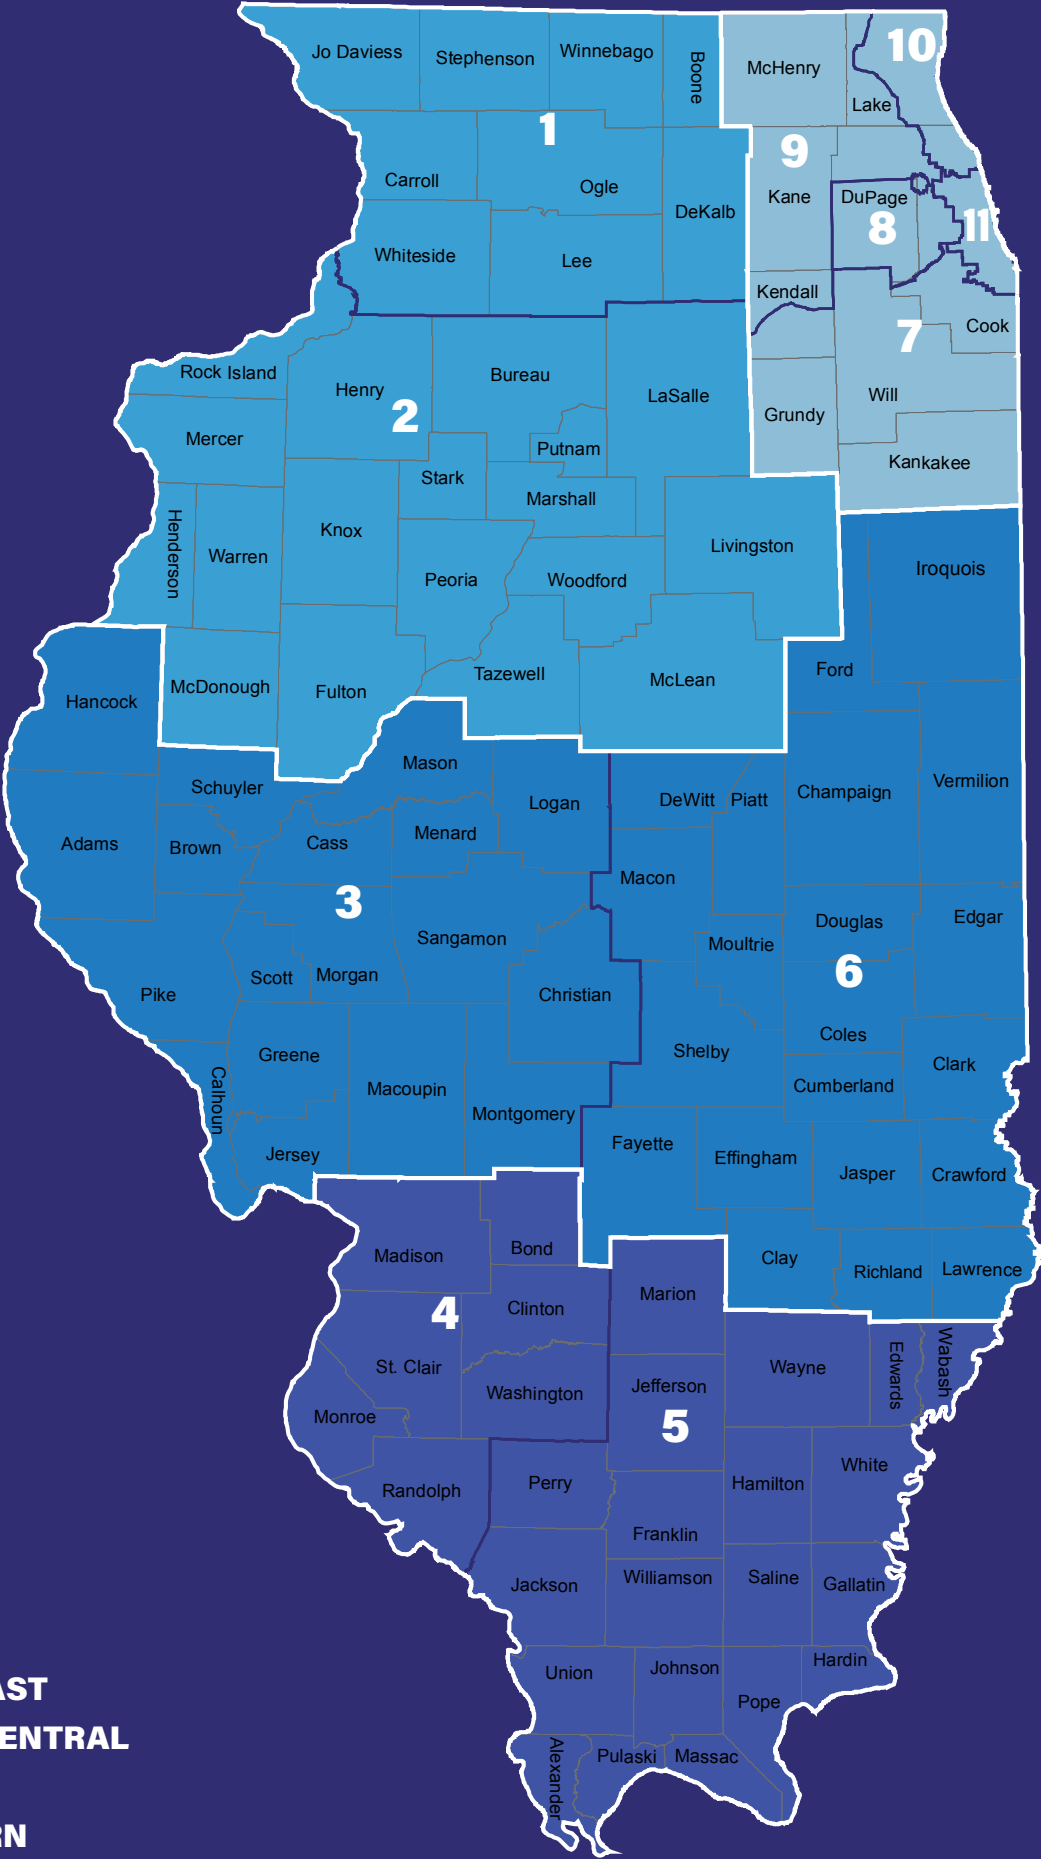 10
Jo Daviess
Stephenson
Winnebago
Boone
McHenry
Lake
1
9
Carroll
Ogle
Kane
DuPage
DeKalb
8
11
Whiteside
Lee
Kendall
Cook
7
Rock Island
Henry
Bureau
LaSalle
Will
2
Grundy
Mercer
Putnam
Kankakee
Stark
Marshall
Henderson
Knox
Livingston
Warren
Peoria
Woodford
Iroquois
Ford
Tazewell
McLean
McDonough
Fulton
Hancock
Mason
Vermilion
Schuyler
Logan
DeWitt
Piatt
Champaign
Adams
Brown
Cass
Menard
Macon
3
Douglas
Edgar
Sangamon
Moultrie
6
Scott
Morgan
Pike
Christian
Coles
Greene
Shelby
Clark
Calhoun
Macoupin
Cumberland
Montgomery
Jersey
Fayette
Effingham
Jasper
Crawford
Madison
Bond
Clay
Richland
Lawrence
Marion
4
Clinton
St. Clair
Washington
Jefferson
Wayne
Edwards
Wabash
Monroe
5
White
Randolph
Perry
Hamilton
Franklin
Jackson
Williamson
Saline
Gallatin
Union
Johnson
Hardin
AST
Pope
ENTRAL
Alexander
Pulaski
Massac
RN